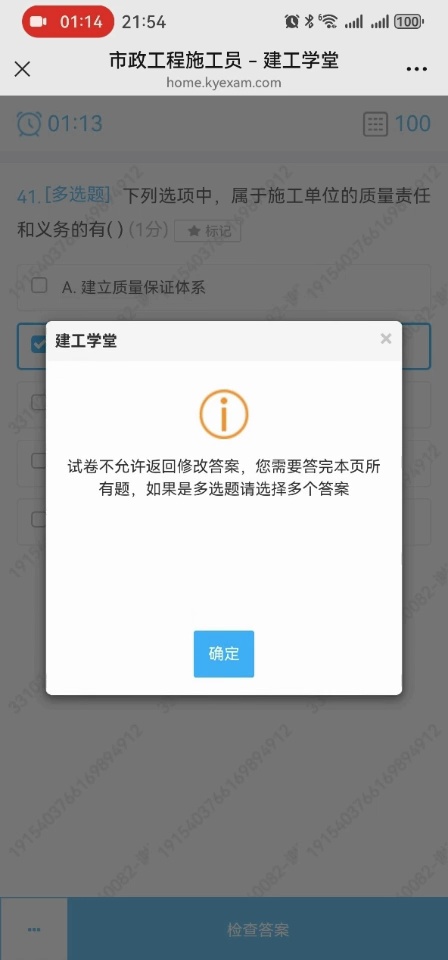 01:14 21:54 100
市政工程施工员 - 建工学堂
home.kyexam.com
01:13 100
41. [多选题] 下列选项中，属于施工单位的质量责任
和义务的有( ) (1分) ★ 标记
A. 建立质量保证体系
建工学堂
试卷不允许返回修改答案，您需要答完本页所
有题，如果是多选题请选择多个答案
确定
检查答案